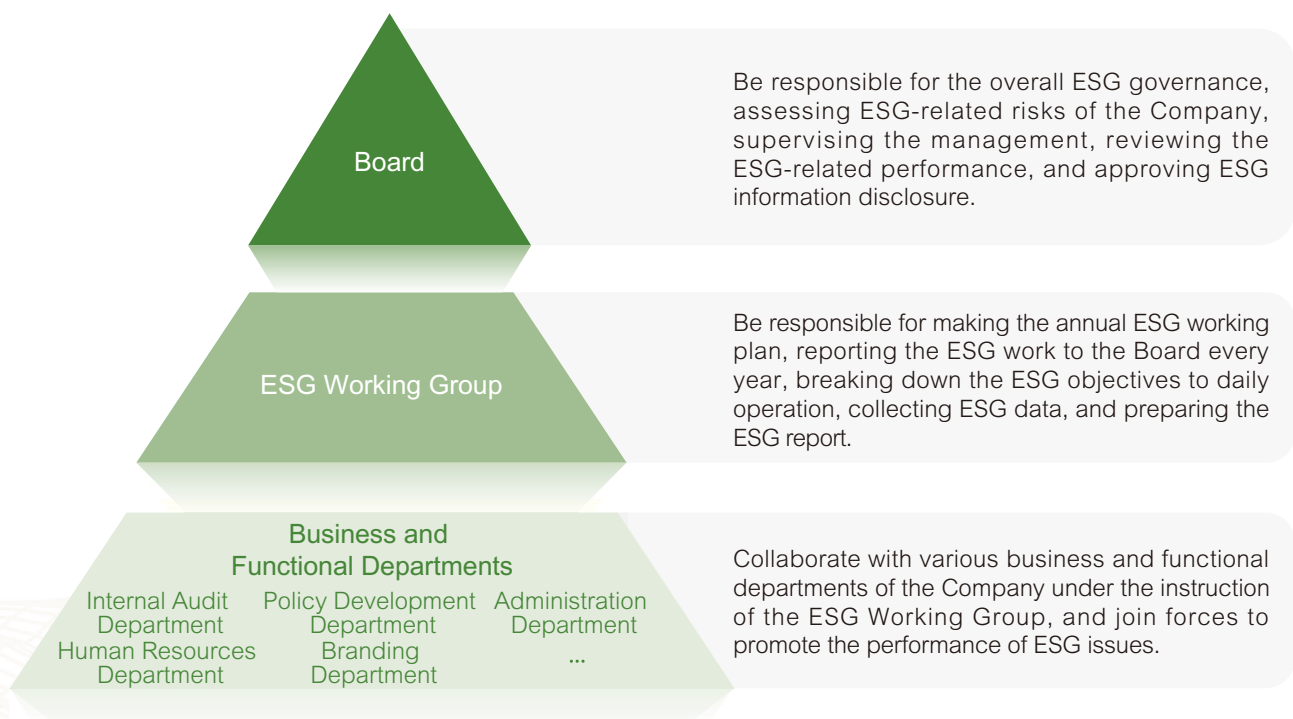 Board
Be responsible for the overall ESG governance,
assessing ESG-related risks of the Company,
supervising the management, reviewing the
ESG-related performance, and approving ESG
information disclosure.
ESG Working Group
Be responsible for making the annual ESG working
plan, reporting the ESG work to the Board every
year, breaking down the ESG objectives to daily
operation, collecting ESG data, and preparing the
ESG report.
Business and
Functional Departments
Internal Audit
Department
Policy Development
Department
Administration
Department
Human Resources
Department
Branding
Department
...
Collaborate with various business and functional
departments of the Company under the instruction
of the ESG Working Group, and join forces to
promote the performance of ESG issues.